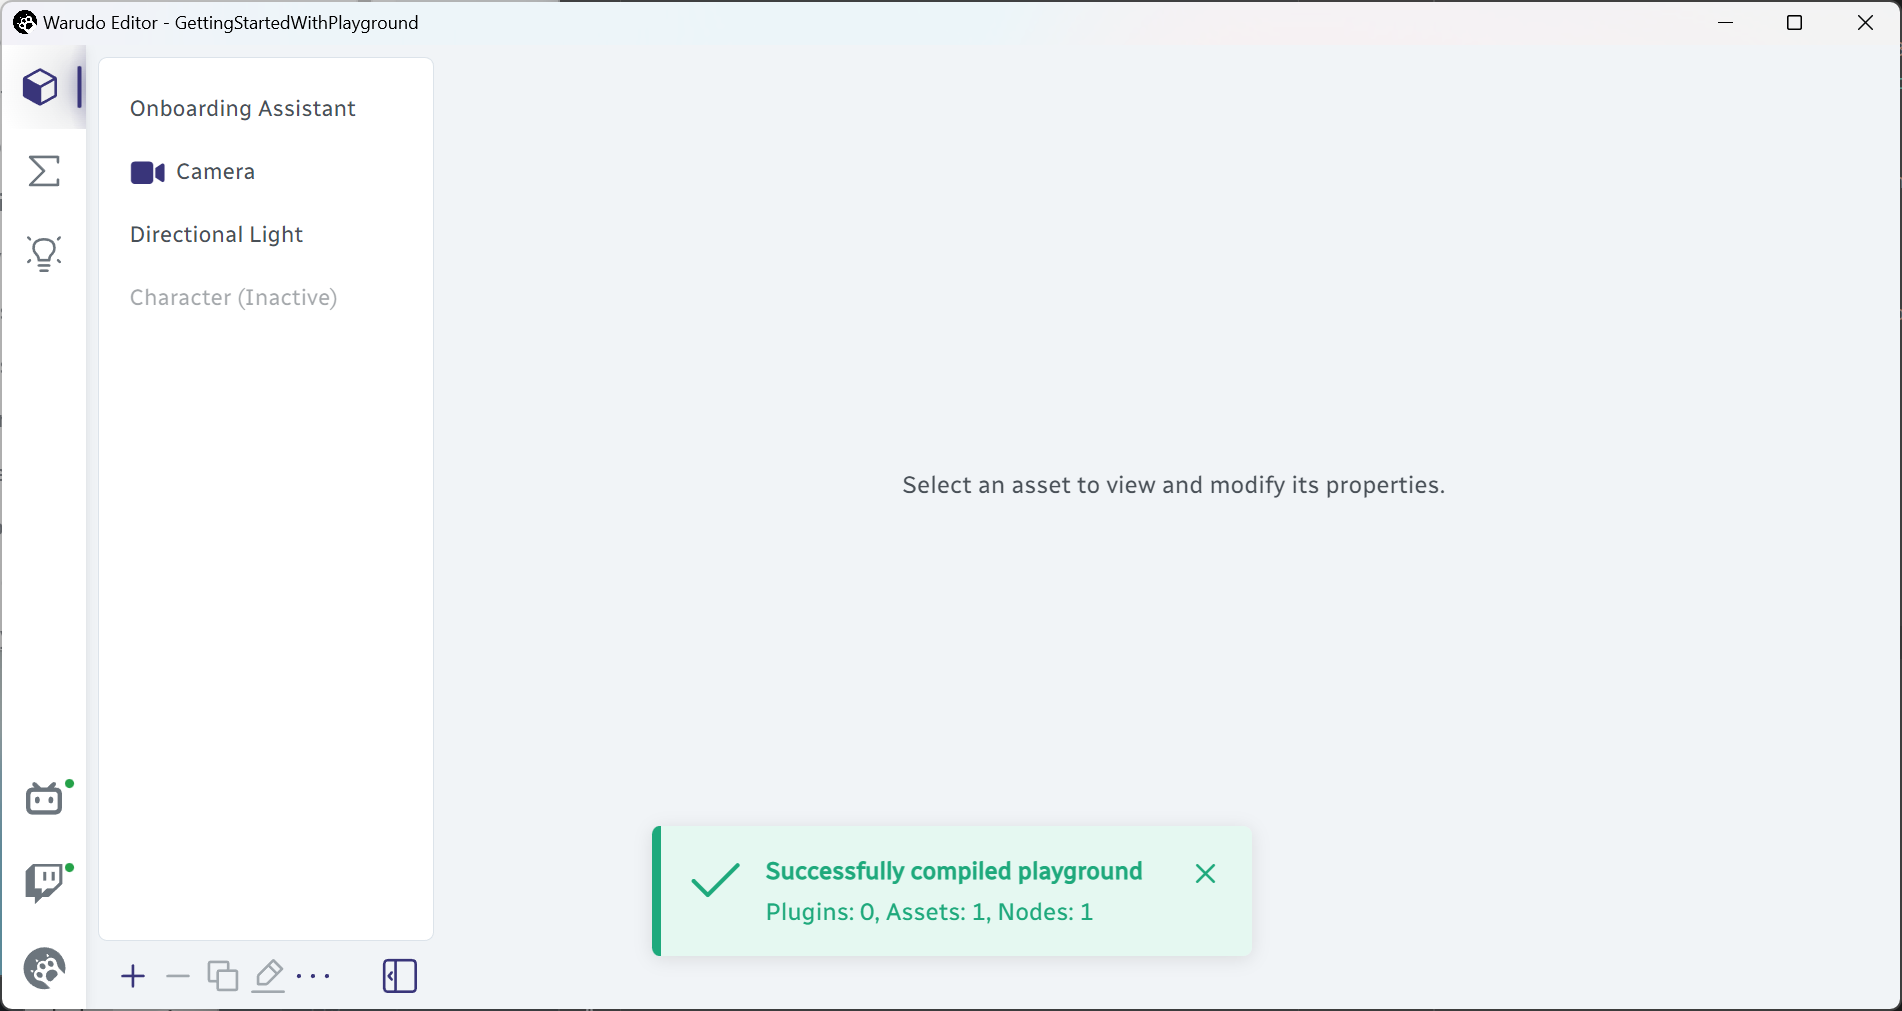 Warudo Editor - GettingStartedWithPlayground
Onboarding Assistant
Camera
Directional Light
Character (Inactive)
Select an asset to view and modify its properties.
Successfully compiled playground
Plugins: 0, Assets: 1, Nodes: 1